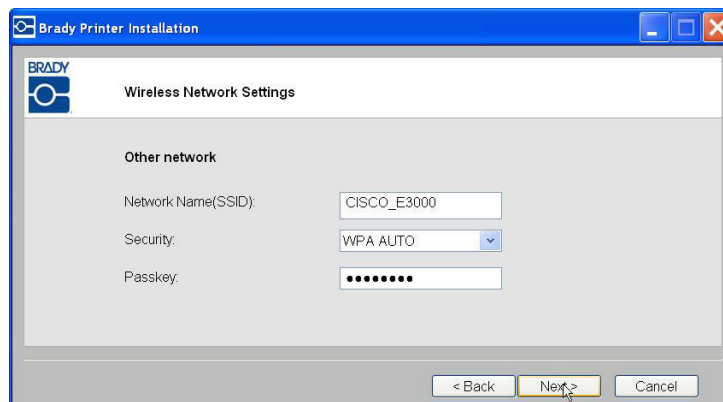 Brady Printer Installation
BRADY
Wireless Network Settings
Other network
Network Name(SSID): CISCO_E3000
Security: WPA AUTO
Passkey: ●●●●●●●●
< Back Next > Cancel